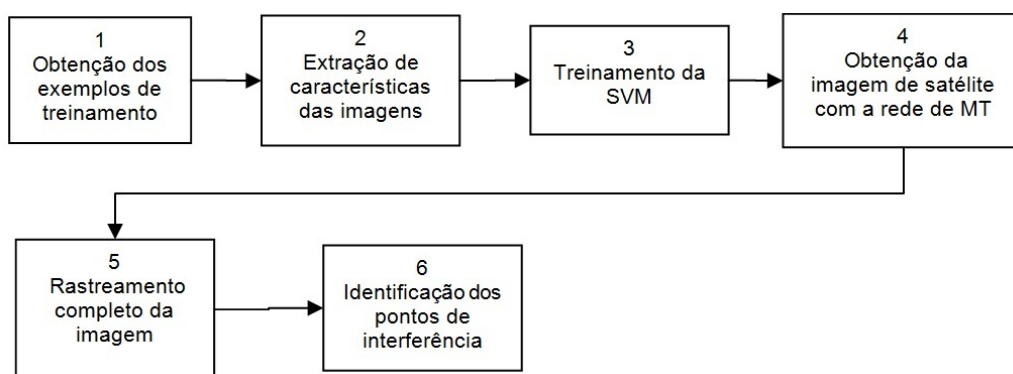 1
Obtenção dos
exemplos de
treinamento
2
Extração de
características
das imagens
3
Treinamento da
SVM
4
Obtenção da
imagem de satélite
com a rede de MT
5
Rastreamento
completo da
imagem
6
Identificação dos
pontos de
interferência